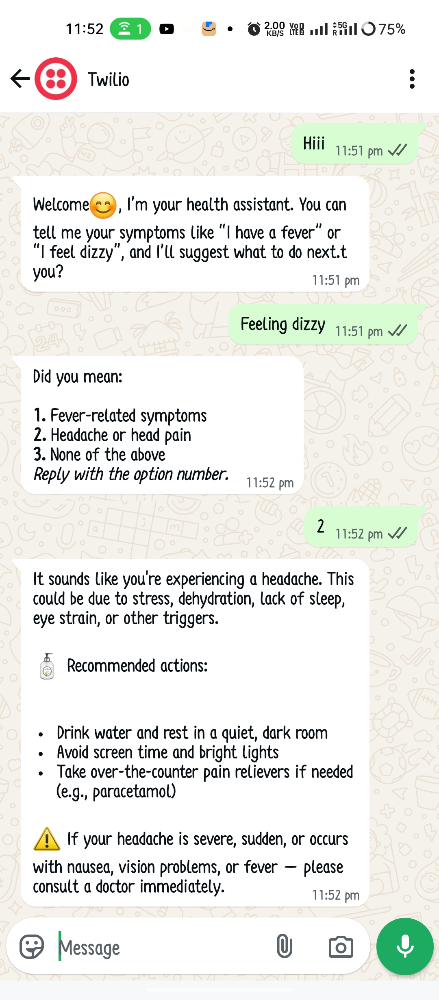 11:52 1 2.00 KB/S VoD LTE 2 5G R 75%
Twilio
Hiii 11:51 pm
Welcome😊, I'm your health assistant. You can
tell me your symptoms like “I have a fever” or
“I feel dizzy”, and I'll suggest what to do next.t
you?
11:51 pm
Feeling dizzy 11:51 pm
Did you mean:
1. Fever-related symptoms
2. Headache or head pain
3. None of the above
Reply with the option number. 11:52 pm
2 11:52 pm
It sounds like you're experiencing a headache. This
could be due to stress, dehydration, lack of sleep,
eye strain, or other triggers.
🧴 Recommended actions:
• Drink water and rest in a quiet, dark room
• Avoid screen time and bright lights
• Take over-the-counter pain relievers if needed
(e.g., paracetamol)
⚠️ If your headache is severe, sudden, or occurs
with nausea, vision problems, or fever – please
consult a doctor immediately.
11:52 pm
Message